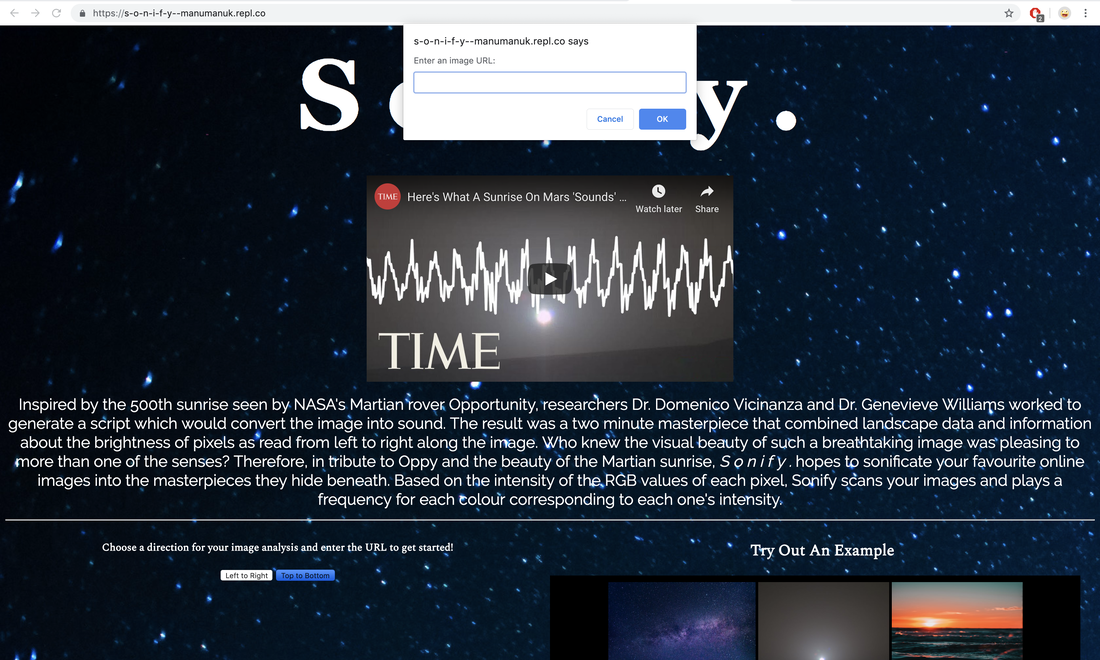 https://s-o-n-i-f-y--manumanuk.repl.co
2
s-o-n-i-f-y--manumanuk.repl.co says
Enter an image URL:
Cancel
OK
S
y.
TIME
Here's What A Sunrise On Mars 'Sounds' ...
Watch later
Share
TIME
Inspired by the 500th sunrise seen by NASA's Martian rover Opportunity, researchers Dr. Domenico Vicinanza and Dr. Genevieve Williams worked to
generate a script which would convert the image into sound. The result was a two minute masterpiece that combined landscape data and information
about the brightness of pixels as read from left to right along the image. Who knew the visual beauty of such a breathtaking image was pleasing to
more than one of the senses? Therefore, in tribute to Oppy and the beauty of the Martian sunrise, S o n i f y . hopes to sonificate your favourite online
images into the masterpieces they hide beneath. Based on the intensity of the RGB values of each pixel, Sonify scans your images and plays a
frequency for each colour corresponding to each one's intensity.
Choose a direction for your image analysis and enter the URL to get started!
Left to Right
Top to Bottom
Try Out An Example